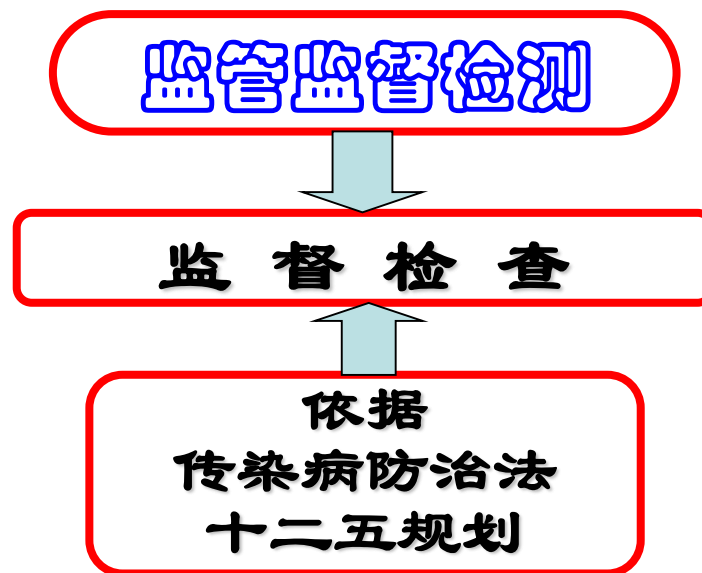 监管监督检测
监督检查
依据
传染病防治法
十二五规划